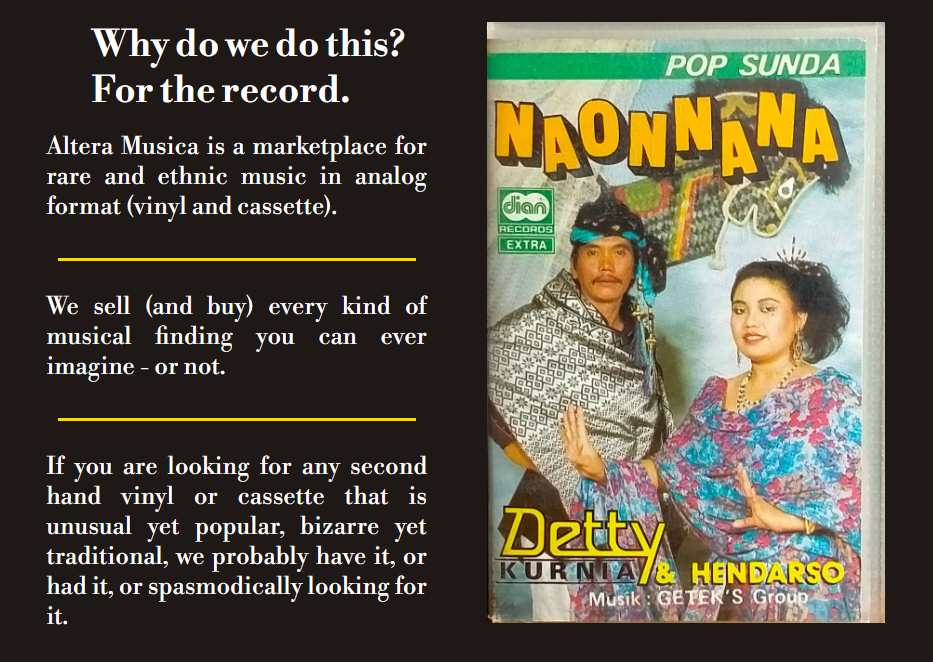 Why do we do this?
For the record.
Altera Musica is a marketplace for
rare and ethnic music in analog
format (vinyl and cassette).
We sell (and buy) every kind of
musical finding you can ever
imagine - or not.
If you are looking for any second
hand vinyl or cassette that is
unusual yet popular, bizarre yet
traditional, we probably have it, or
had it, or spasmodically looking for
it.
POP SUNDA
NAONNANA
dian
RECORDS
EXTRA
Detty
KURNIA & HENDARSO
Musik : GETEK'S Group